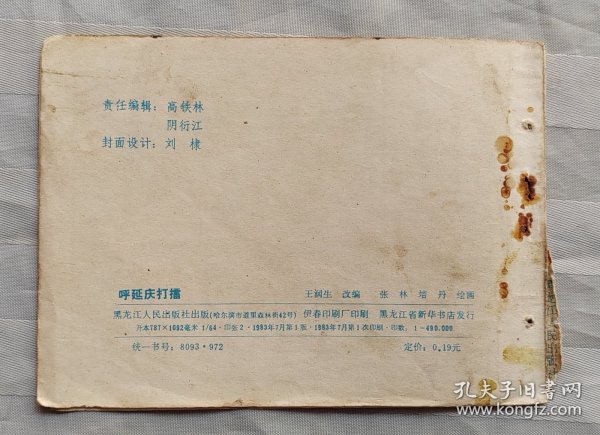 责任编辑：高铁林
阴衍江
封面设计：刘棣
呼延庆打擂
王润生 改编 张林 培丹 绘画
黑龙江人民出版社出版(哈尔滨市道里森林街42号) 伊春印刷厂印刷 黑龙江省新华书店发行
开本787×1092毫米 1/64·印张2·1983年7月第1版·1983年7月第1次印刷·印数：1—490,000
统一书号：8093·972 定价：0.19元
孔夫子旧书网
www.kongfz.com